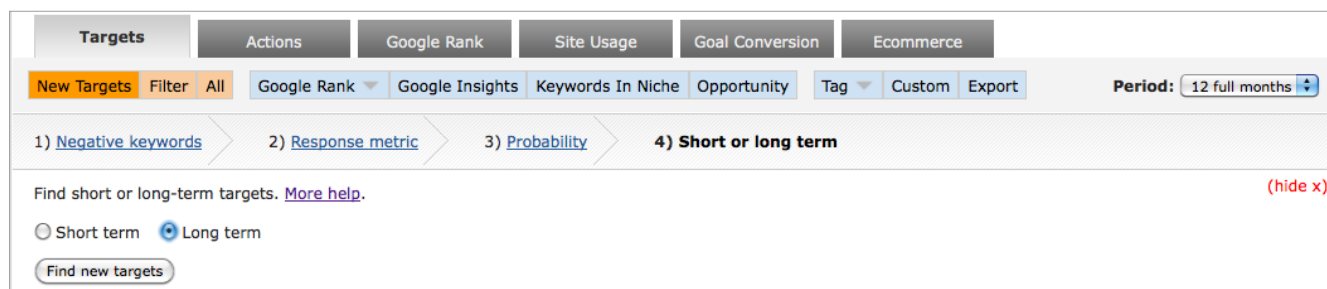 Targets Actions Google Rank Site Usage Goal Conversion Ecommerce
New Targets Filter All Google Rank Google Insights Keywords In Niche Opportunity Tag Custom Export Period: 12 full months
1) Negative keywords 2) Response metric 3) Probability 4) Short or long term
(hide x)
Find short or long-term targets. More help.
Short term Long term
Find new targets